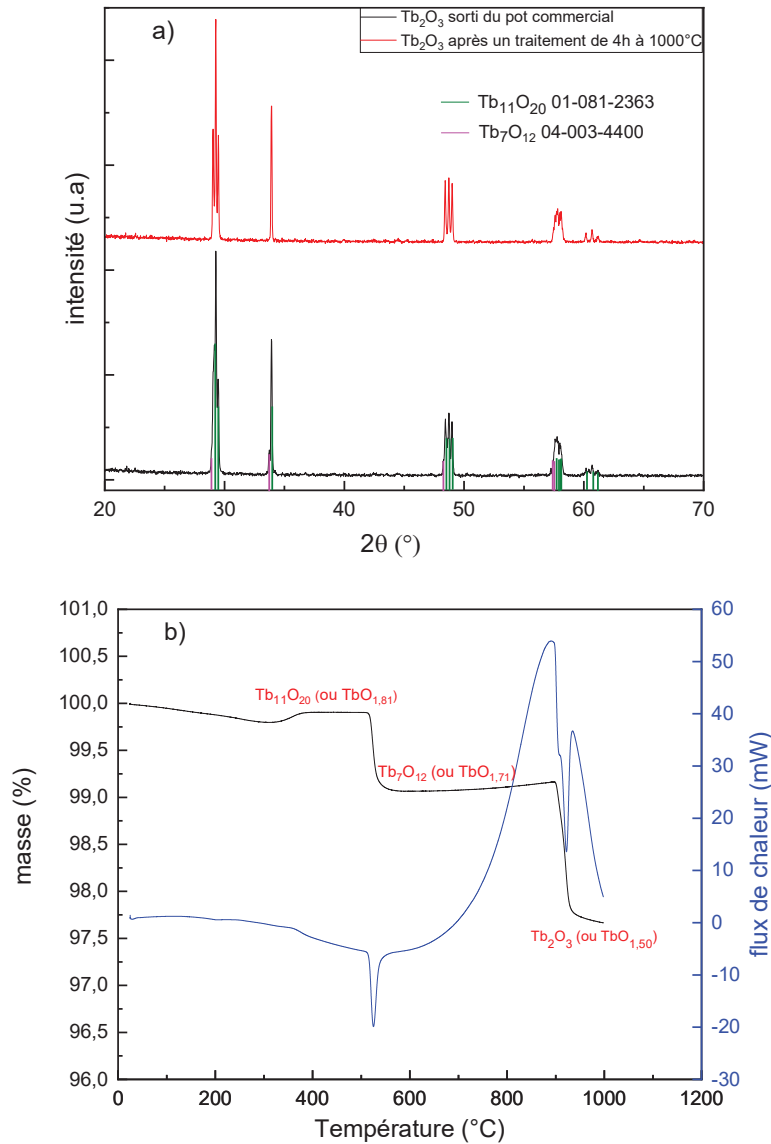 a)
Tb2O3 sorti du pot commercial
Tb2O3 après un traitement de 4h à 1000°C
Tb11O20 01-081-2363
Tb7O12 04-003-4400
intensité (u.a)
20 30 40 50 60 70
2θ (°)
b)
101,0
100,5
100,0
99,5
99,0
98,5
98,0
97,5
97,0
96,5
96,0
masse (%)
Tb11O20 (ou TbO1,81)
Tb7O12 (ou TbO1,71)
Tb2O3 (ou TbO1,50)
60
50
40
30
20
10
0
-10
-20
-30
flux de chaleur (mW)
0 200 400 600 800 1000 1200
Température (°C)